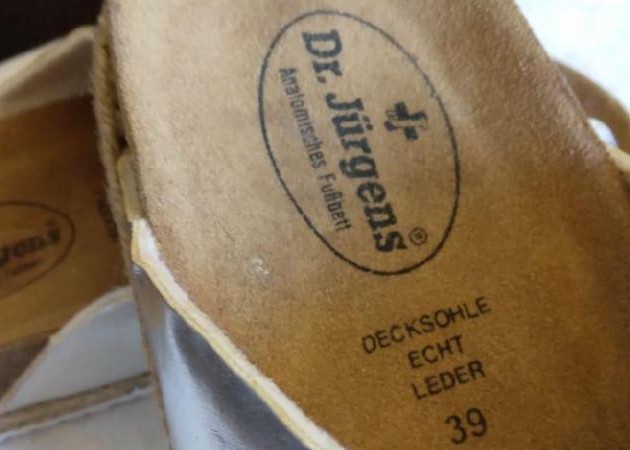 Dr. Jürgens®
Anatomisches Fußbett
DECKSOHLE
ECHT
LEDER
39